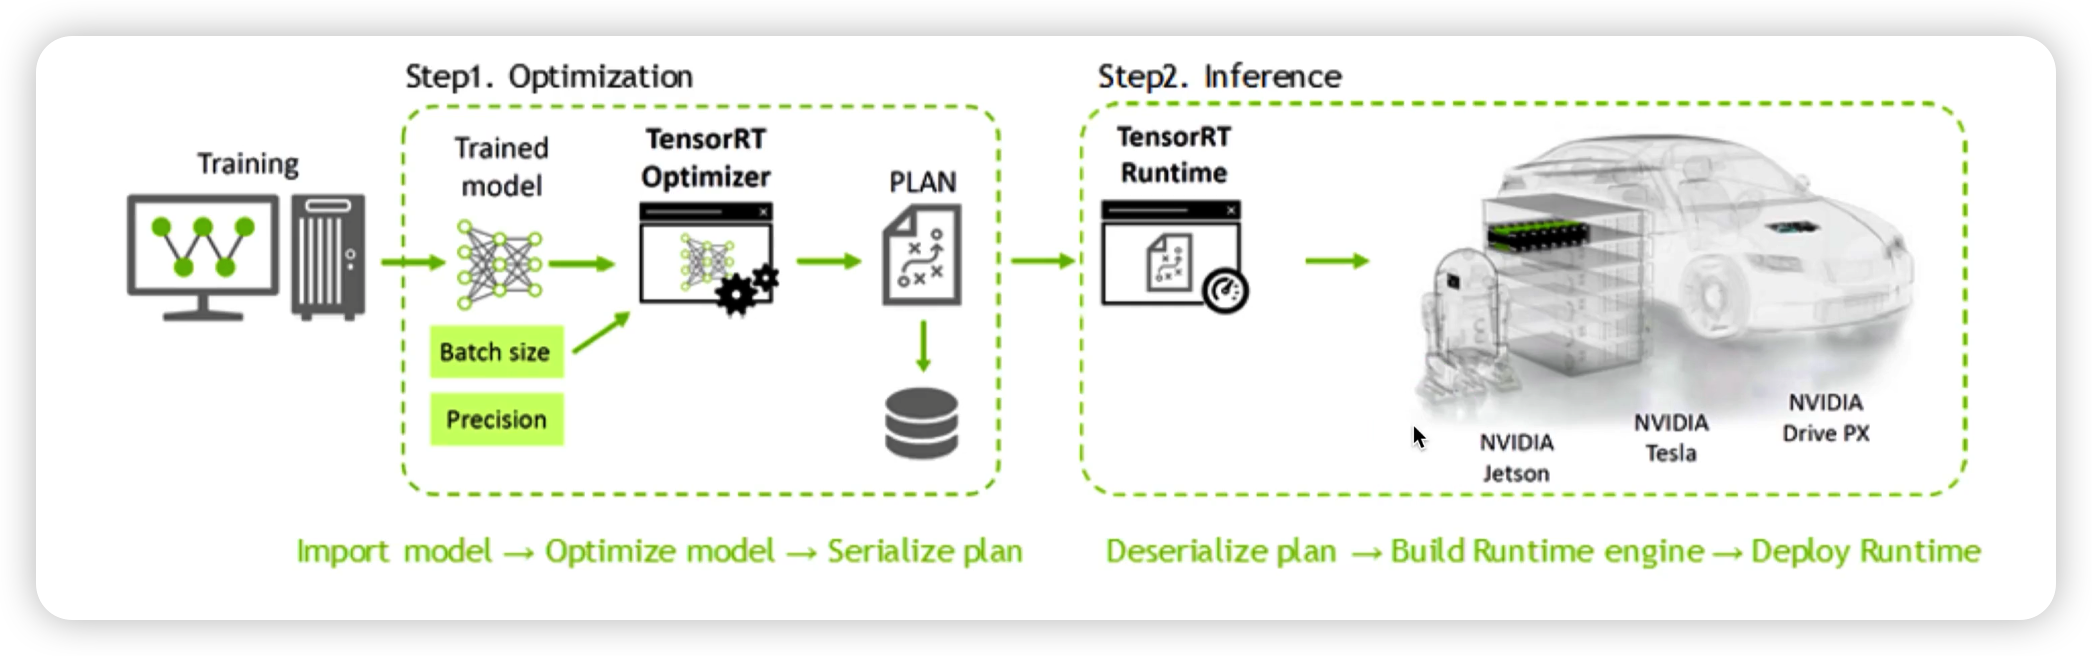 Step1. Optimization
Step2. Inference
Training
Trained
model
TensorRT
Optimizer
PLAN
Batch size
Precision
TensorRT
Runtime
NVIDIA
Jetson
NVIDIA
Tesla
NVIDIA
Drive PX
Import model → Optimize model → Serialize plan
Deserialize plan → Build Runtime engine → Deploy Runtime